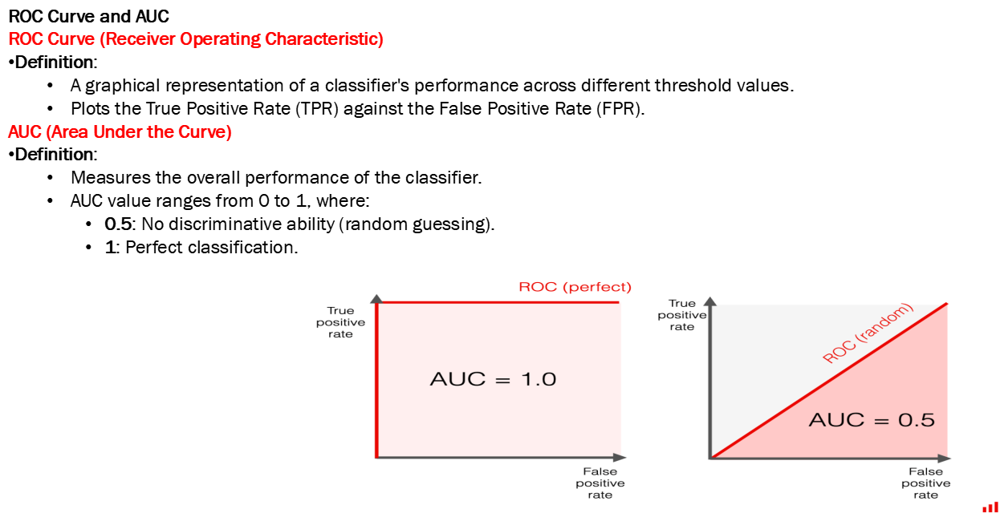 ROC Curve and AUC
ROC Curve (Receiver Operating Characteristic)
•Definition:
• A graphical representation of a classifier's performance across different threshold values.
• Plots the True Positive Rate (TPR) against the False Positive Rate (FPR).
AUC (Area Under the Curve)
•Definition:
• Measures the overall performance of the classifier.
• AUC value ranges from 0 to 1, where:
• 0.5: No discriminative ability (random guessing).
• 1: Perfect classification.
ROC (perfect)
True
positive
rate
AUC = 1.0
False
positive
rate
True
positive
rate
ROC (random)
AUC = 0.5
False
positive
rate